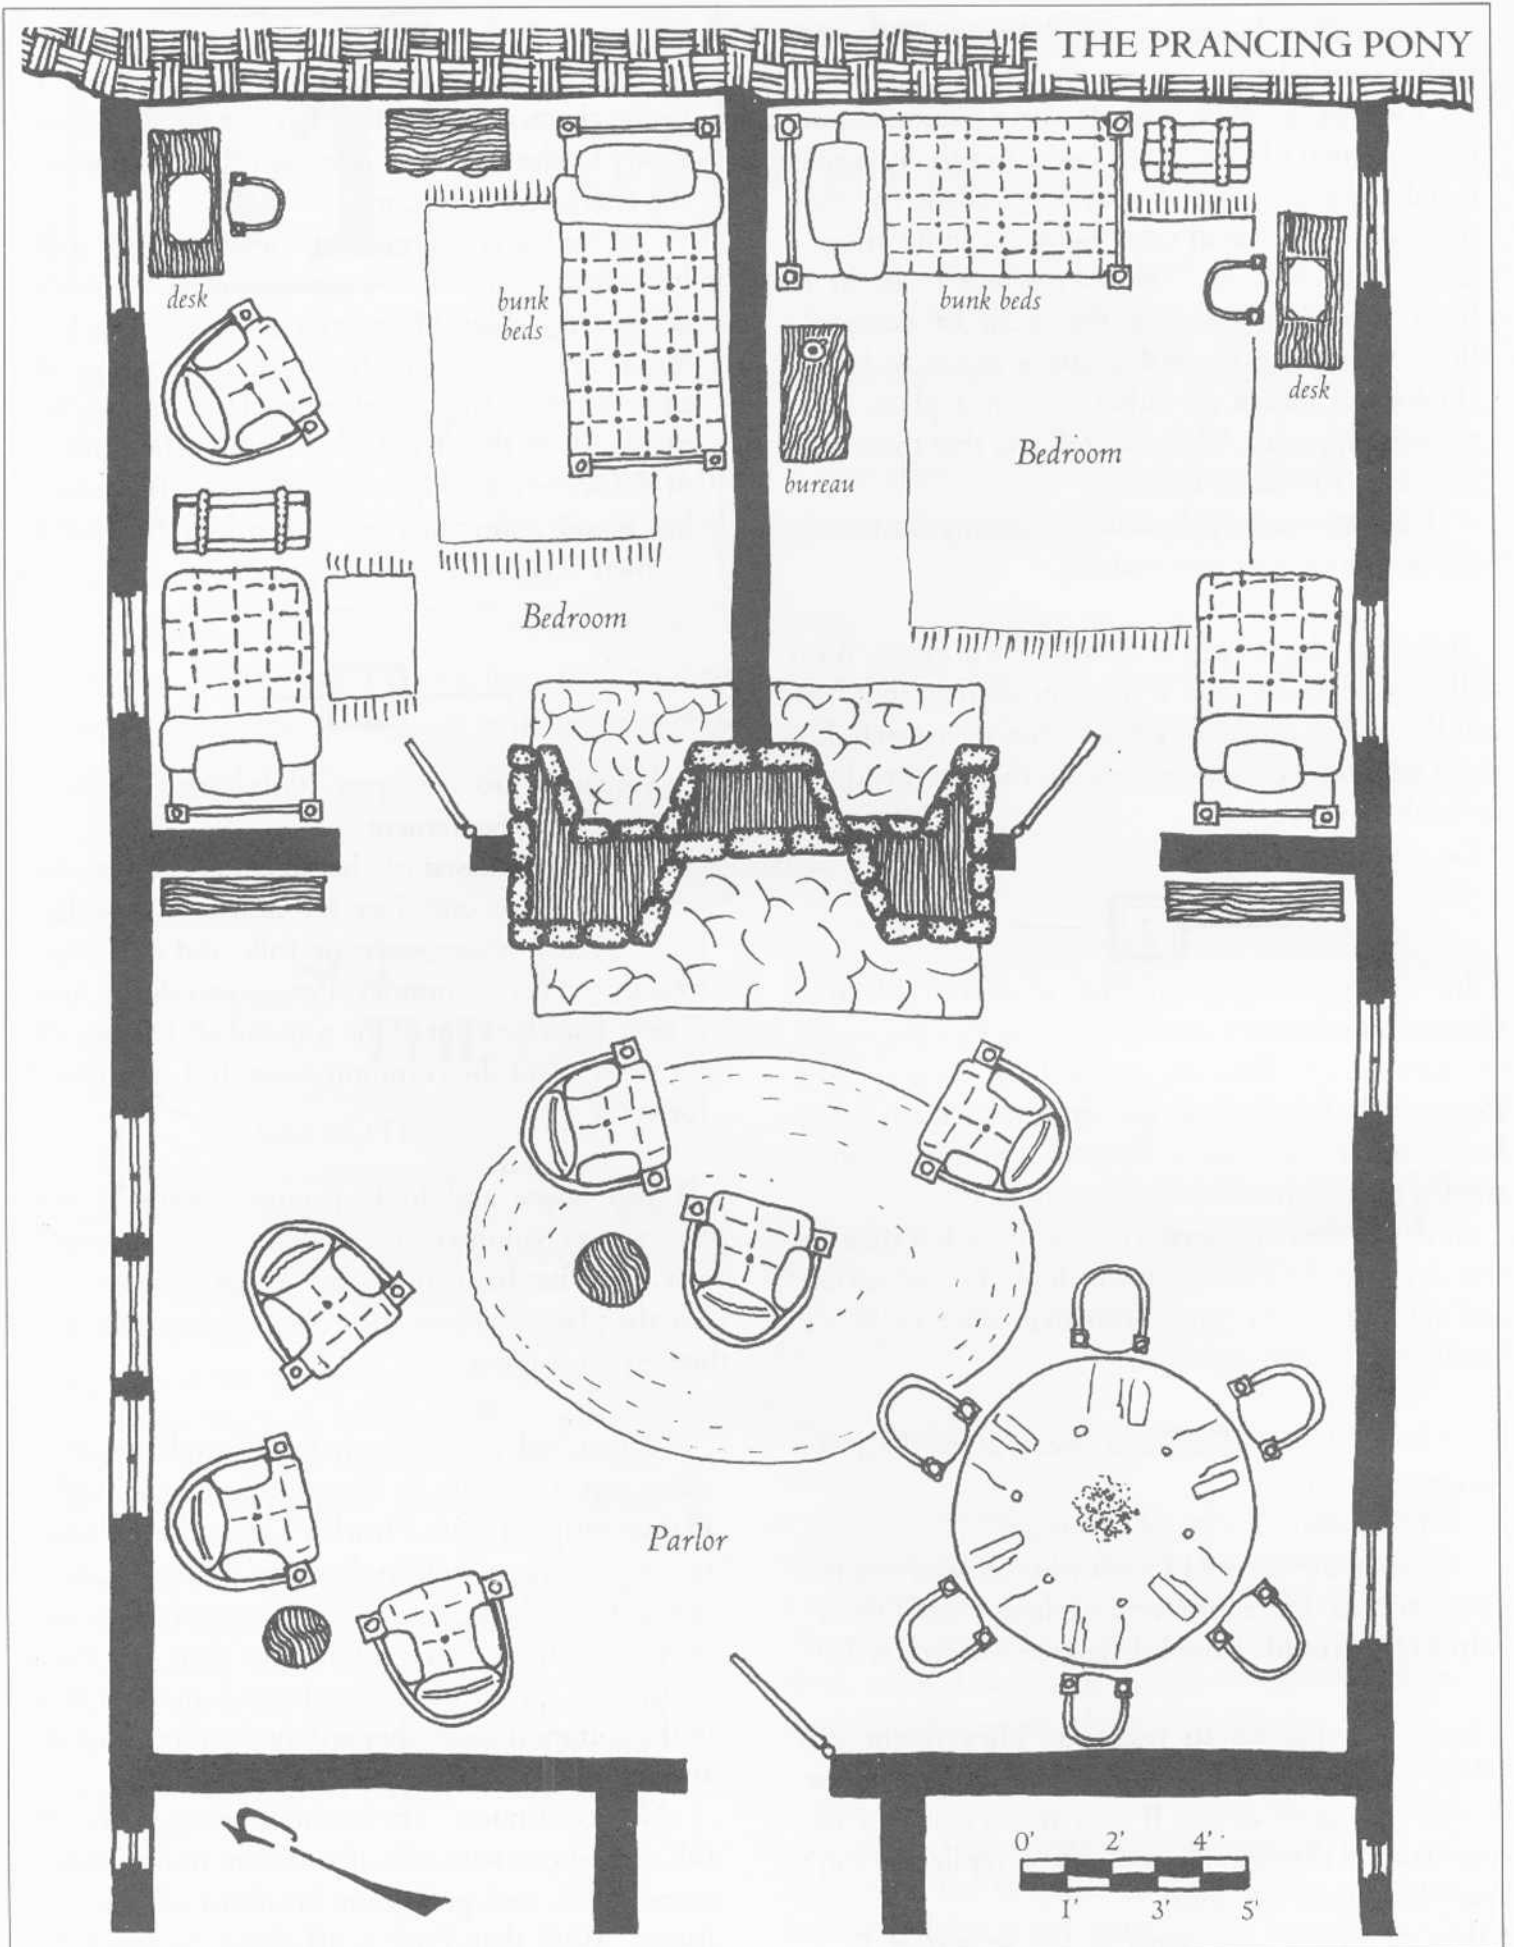 THE PRANCING PONY
desk
bunk
beds
bunk beds
desk
Bedroom
bureau
Bedroom
Parlor
0' 2' 4'
1' 3' 5'